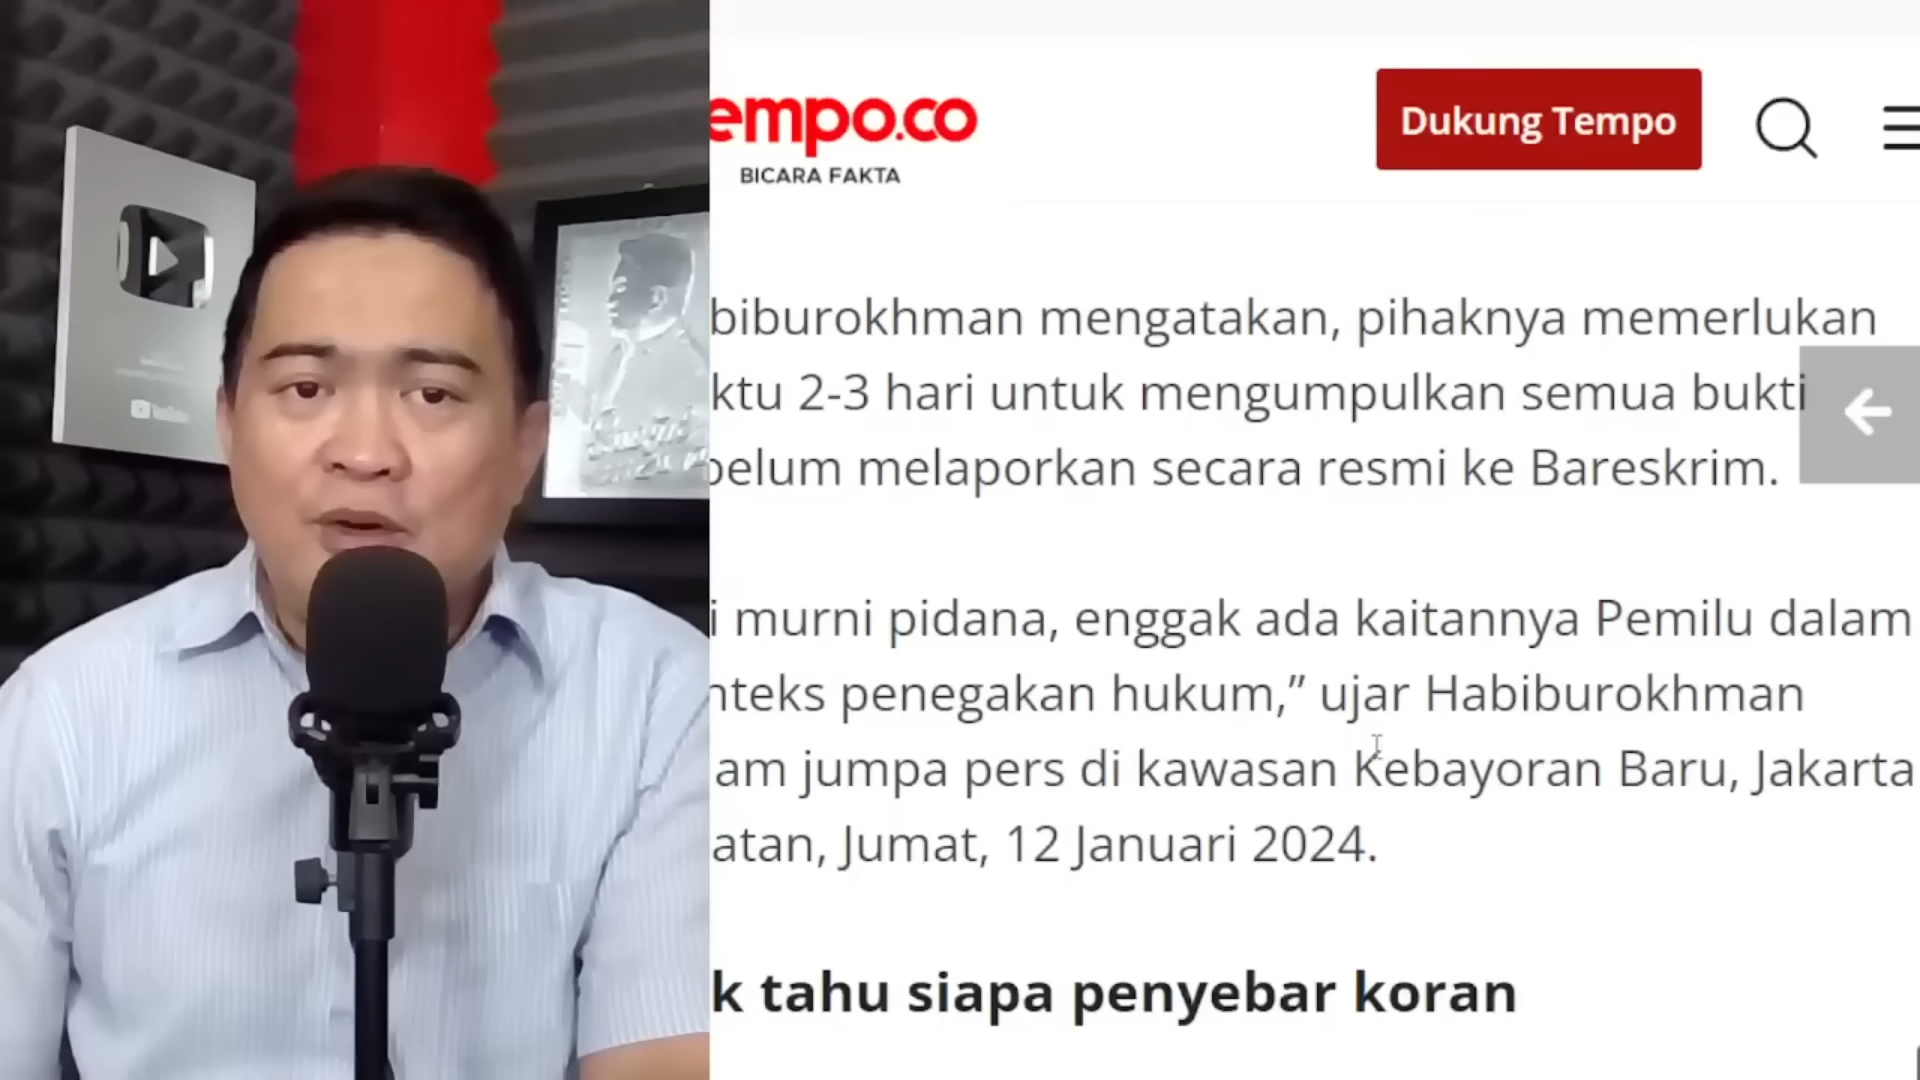 empo.co
BICARA FAKTA
Dukung Tempo
biburokhman mengatakan, pihaknya memerlukan
ktu 2-3 hari untuk mengumpulkan semua bukti
belum melaporkan secara resmi ke Bareskrim.
i murni pidana, enggak ada kaitannya Pemilu dalam
nteks penegakan hukum,” ujar Habiburokhman
am jumpa pers di kawasan Kebayoran Baru, Jakarta
atan, Jumat, 12 Januari 2024.
k tahu siapa penyebar koran